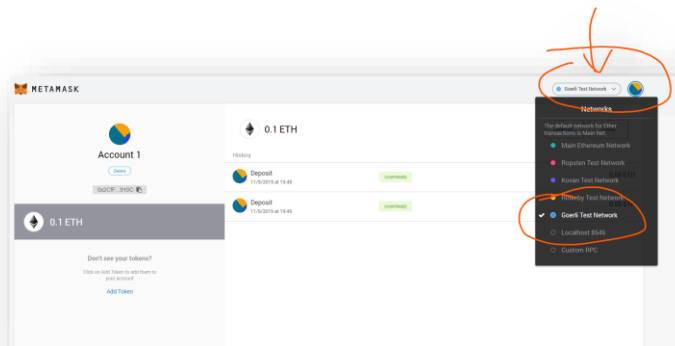 METAMASK
Goerli Test Network
Account 1
Details
0x2Cf F...510C
0.1 ETH
Don't see your tokens?
Click on Add Token to add them to
your account
Add Token
0.1 ETH
History
Deposit
11/9/2019 at 19:49
CONFIRMED
Deposit
11/9/2019 at 19:46
CONFIRMED
Networks
The default network for Ether
transactions is Main Net.
Main Ethereum Network
Ropsten Test Network
Kovan Test Network
Rinkeby Test Network
Goerli Test Network
Localhost 8545
Custom RPC